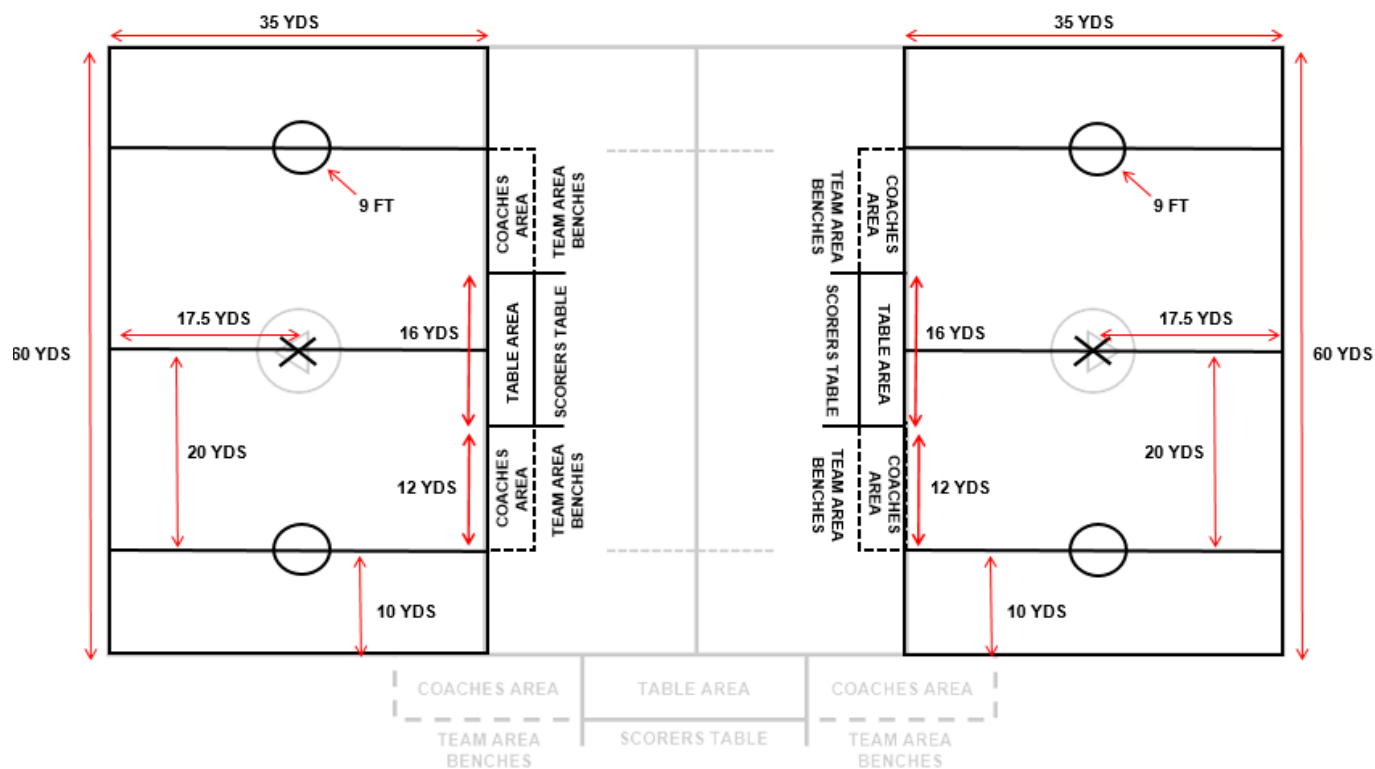 35 YDS
35 YDS
COACHES
AREA
TEAM AREA
BENCHES
TEAM AREA
BENCHES
COACHES
AREA
9 FT
9 FT
17.5 YDS
16 YDS
TABLE AREA
SCORERS TABLE
SCORERS TABLE
TABLE AREA
16 YDS
17.5 YDS
60 YDS
60 YDS
20 YDS
12 YDS
COACHES
AREA
TEAM AREA
BENCHES
TEAM AREA
BENCHES
COACHES
AREA
12 YDS
20 YDS
10 YDS
10 YDS
COACHES AREA
TABLE AREA
COACHES AREA
TEAM AREA
BENCHES
SCORERS TABLE
TEAM AREA
BENCHES